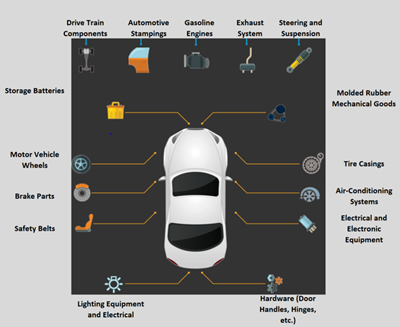 Drive Train
Components
Automotive
Stampings
Gasoline
Engines
Exhaust
System
Steering and
Suspension
Storage Batteries
Molded Rubber
Mechanical Goods
Motor Vehicle
Wheels
Tire Casings
Brake Parts
Air-Conditioning
Systems
Safety Belts
Electrical and
Electronic
Equipment
Lighting Equipment
and Electrical
Hardware (Door
Handles, Hinges,
etc.)